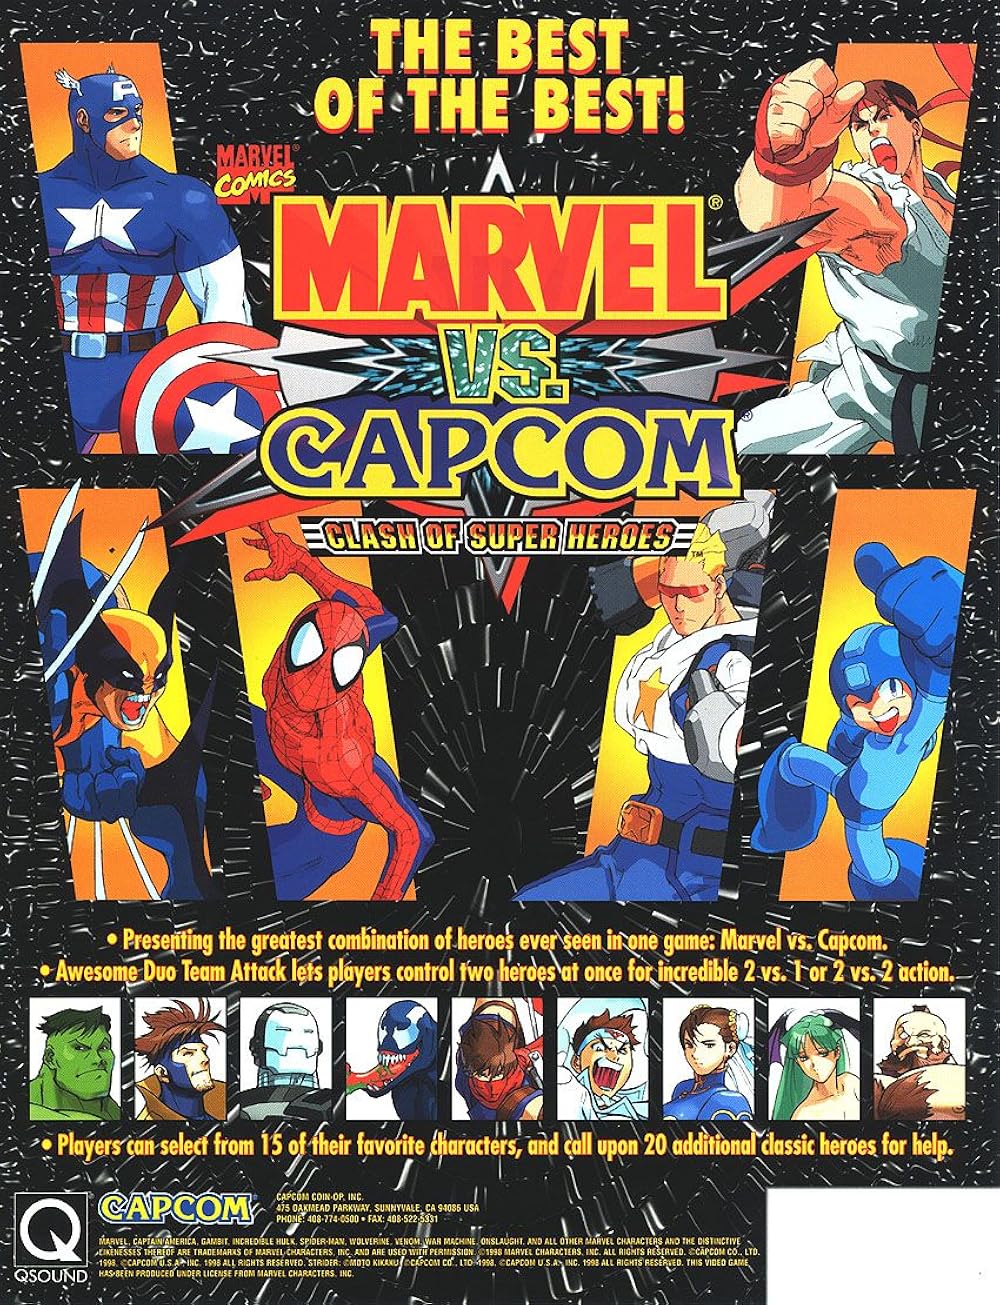 THE BEST
OF THE BEST!
MARVEL®
COMICS
MARVEL®
VS.
CAPCOM®
CLASH OF SUPER HEROES™
A
• Presenting the greatest combination of heroes ever seen in one game: Marvel vs. Capcom.
• Awesome Duo Team Attack lets players control two heroes at once for incredible 2 vs. 1 or 2 vs. 2 action.
• Players can select from 15 of their favorite characters, and call upon 20 additional classic heroes for help.
Q
QSOUND
CAPCOM®
CAPCOM COIN-OP, INC.
475 OAKMEAD PARKWAY, SUNNYVALE, CA 94086 USA
PHONE: 408-774-0500 • FAX: 408-522-5331
MARVEL, CAPTAIN AMERICA, GAMBIT, INCREDIBLE HULK, SPIDER-MAN, WOLVERINE, VENOM, WAR MACHINE, ONSLAUGHT, AND ALL OTHER MARVEL CHARACTERS AND THE DISTINCTIVE
LIKENESSES THEREOF ARE TRADEMARKS OF MARVEL CHARACTERS, INC. AND ARE USED WITH PERMISSION. ©1998 MARVEL CHARACTERS, INC. ALL RIGHTS RESERVED. ©CAPCOM CO., LTD.
1998, ©CAPCOM U.S.A., INC. 1998 ALL RIGHTS RESERVED. STRIDER: ©MOTO KIKAKU ©CAPCOM CO., LTD. 1998, ©CAPCOM U.S.A., INC. 1998 ALL RIGHTS RESERVED. THIS VIDEO GAME
HAS BEEN PRODUCED UNDER LICENSE FROM MARVEL CHARACTERS, INC.